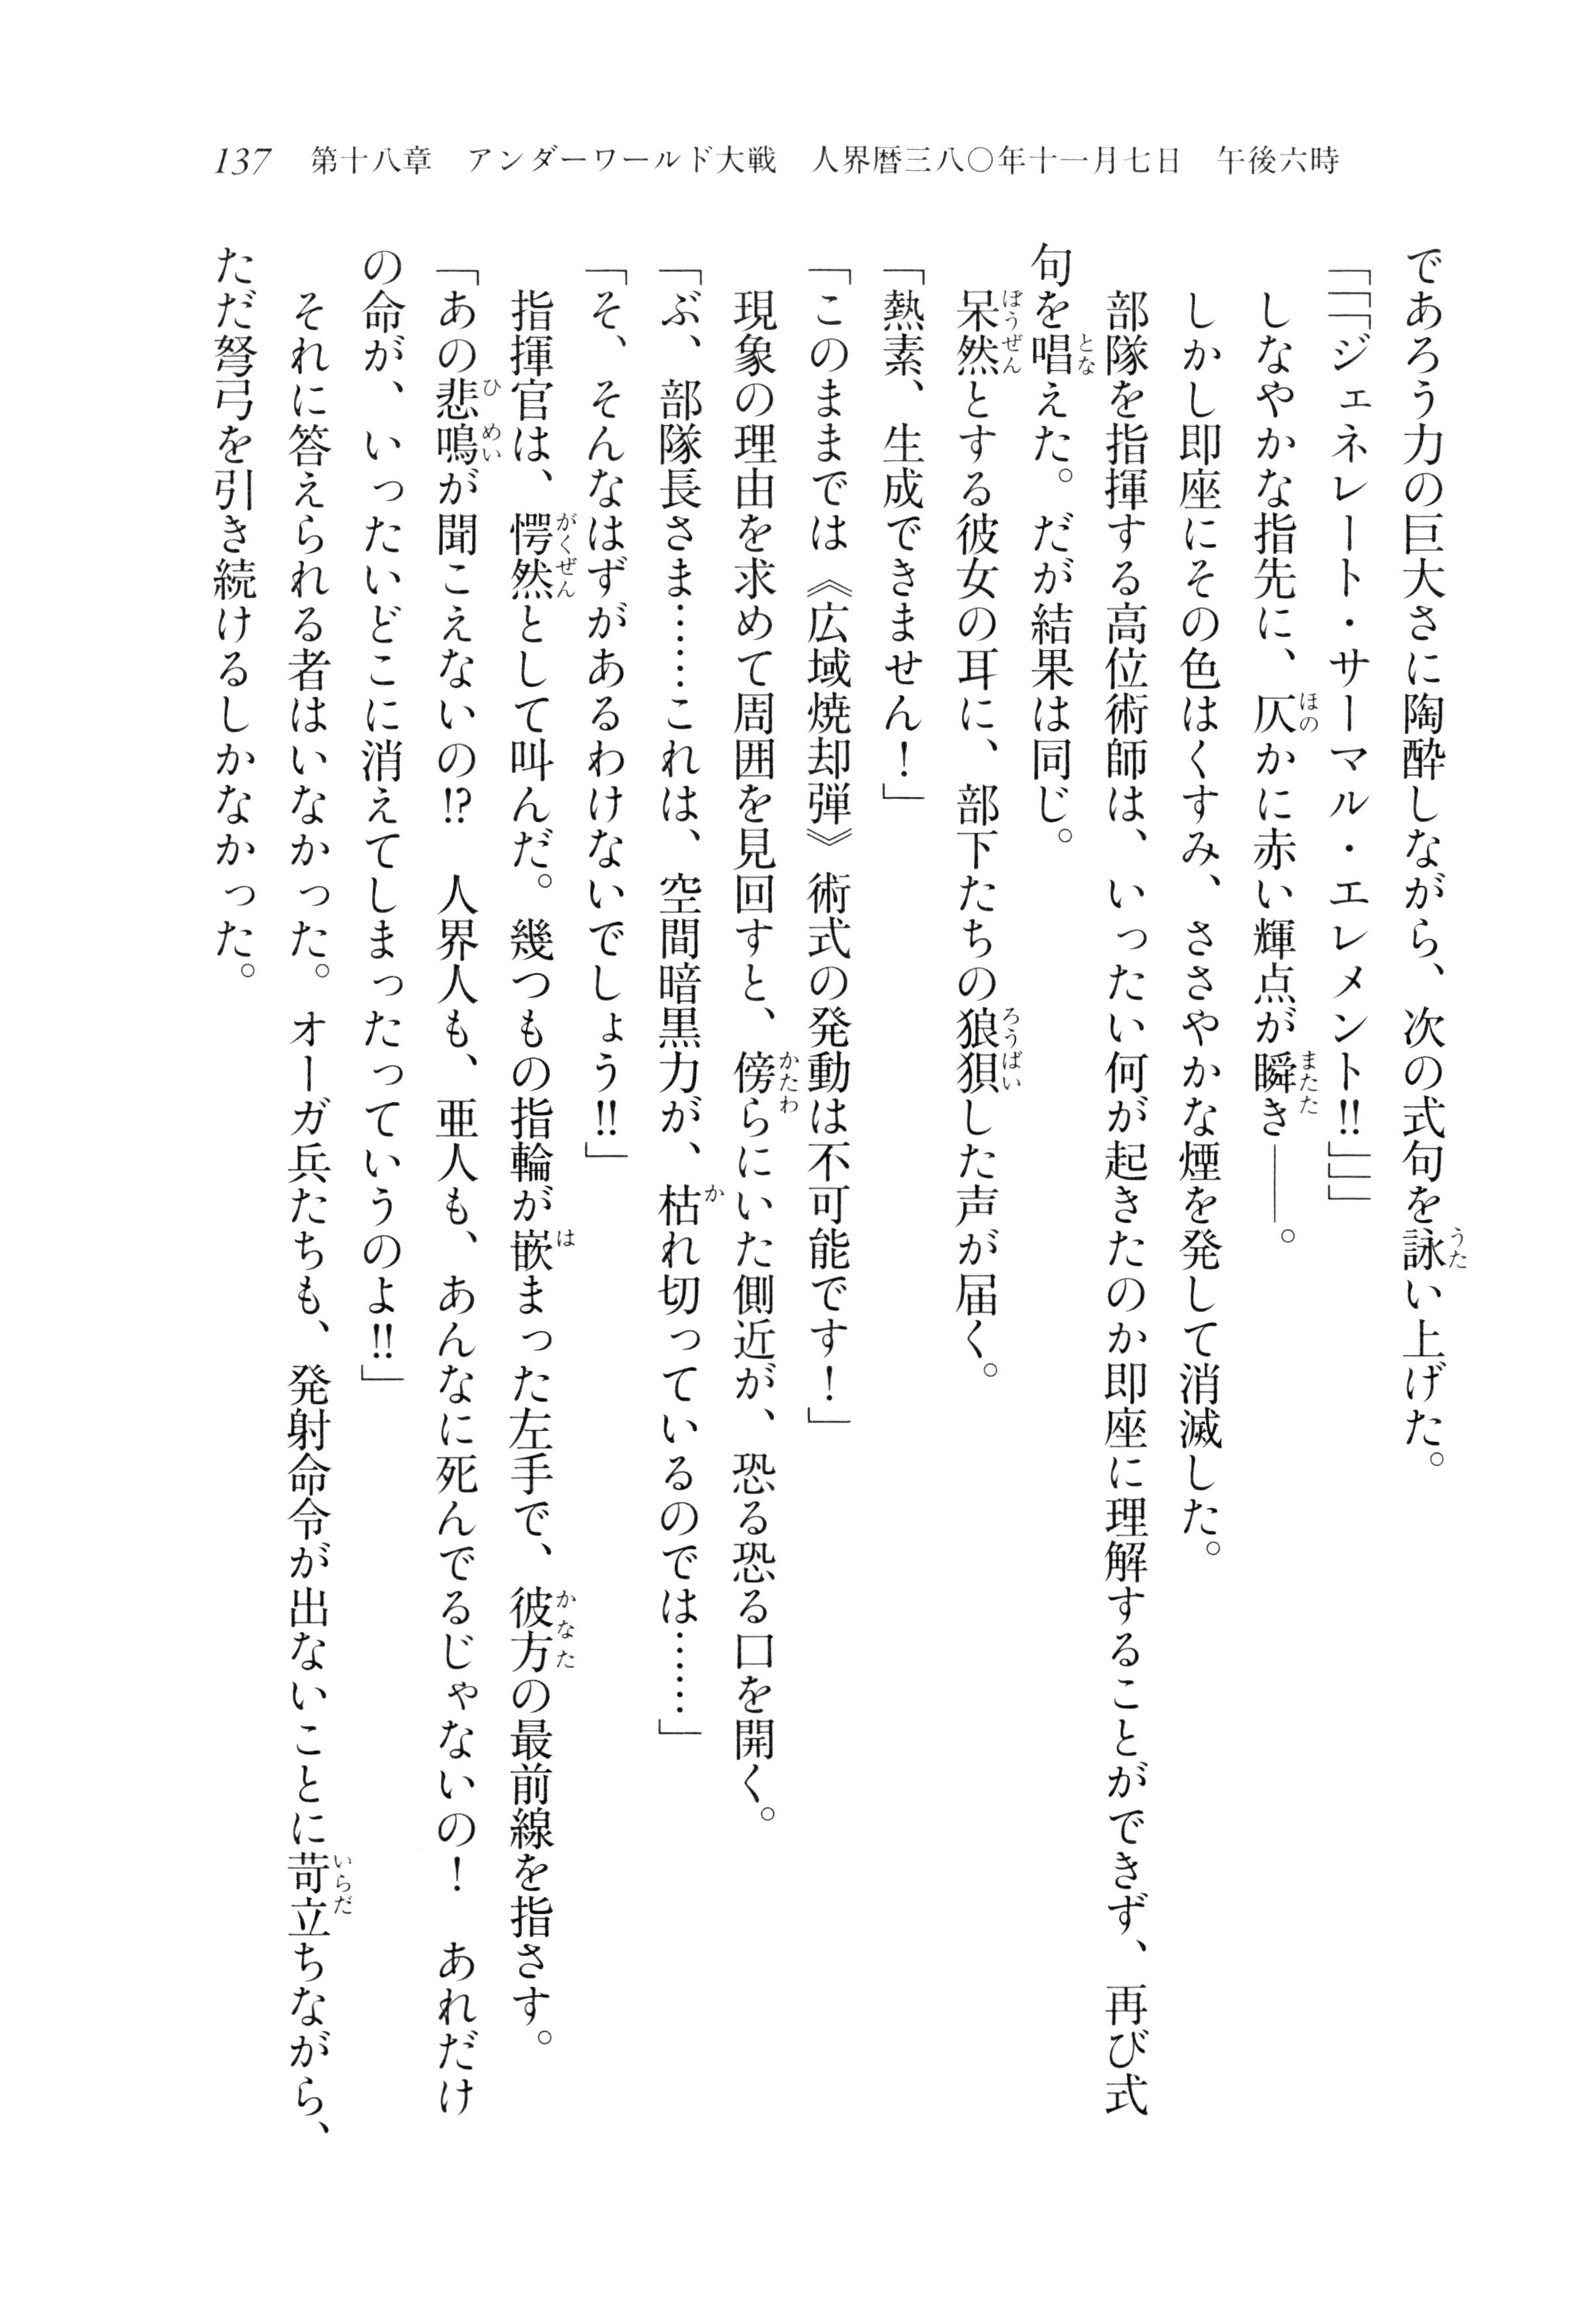 137 第十八章 アンダーワールド大戦 人界暦三八〇年十一月七日 午後六時
であろう力の巨大さに陶酔しながら、次の式句を詠い上げた。
「「「ジェネレート・サーマル・エレメント!!」」」
しなやかな指先に、仄かに赤い輝点が瞬き――。
しかし即座にその色はくすみ、ささやかな煙を発して消滅した。
部隊を指揮する高位術師は、いったい何が起きたのか即座に理解することができず、再び式
句を唱えた。だが結果は同じ。
呆然とする彼女の耳に、部下たちの狼狽した声が届く。
「熱素、生成できません!」
「このままでは《広域焼却弾》術式の発動は不可能です!」
現象の理由を求めて周囲を見回すと、傍らにいた側近が、恐る恐る口を開く。
「ぶ、部隊長さま……これは、空間暗黒力が、枯れ切っているのでは……」
「そ、そんなはずがあるわけないでしょう!!」
指揮官は、愕然として叫んだ。幾つもの指輪が嵌まった左手で、彼方の最前線を指さす。
「あの悲鳴が聞こえないの!? 人界人も、亜人も、あんなに死んでるじゃないの! あれだけ
の命が、いったいどこに消えてしまったっていうのよ!!」
それに答えられる者はいなかった。オーガ兵たちも、発射命令が出ないことに苛立ちながら、
ただ弩弓を引き続けるしかなかった。